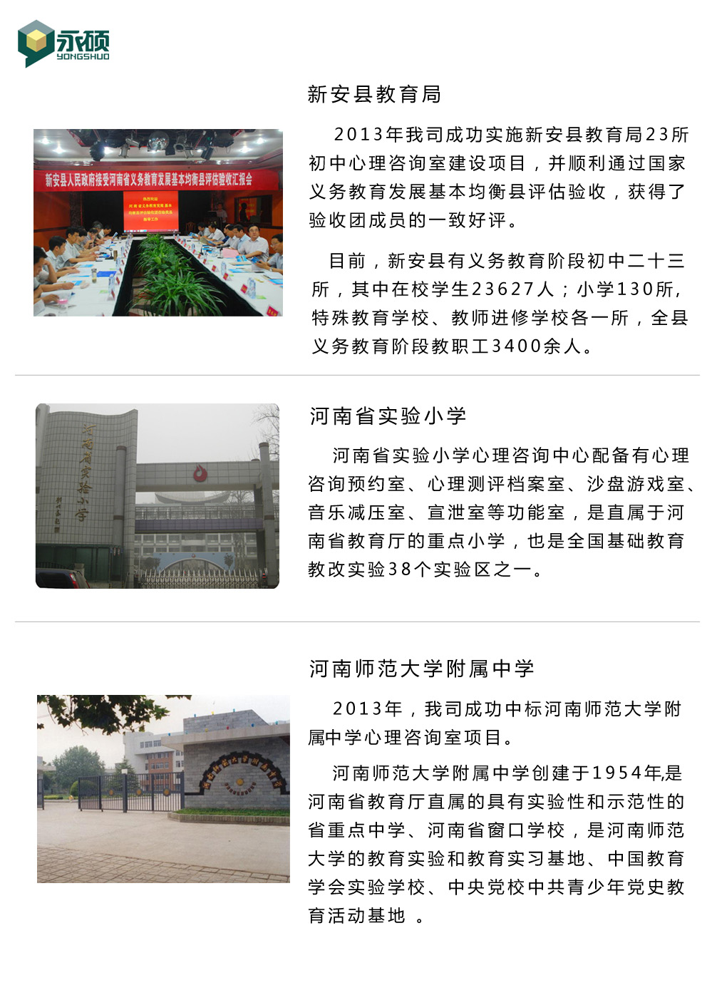 永硕
YONGSHUO
新安县教育局
2013年我司成功实施新安县教育局23所
初中心理咨询室建设项目，并顺利通过国家
义务教育发展基本均衡县评估验收，获得了
验收团成员的一致好评。
目前，新安县有义务教育阶段初中二十三
所，其中在校学生23627人；小学130所，
特殊教育学校、教师进修学校各一所，全县
义务教育阶段教职工3400余人。
新安县人民政府接受河南省义务教育发展基本均衡县评估验收汇报会
河南省实验小学
河南省实验小学心理咨询中心配备有心理
咨询预约室、心理测评档案室、沙盘游戏室、
音乐减压室、宣泄室等功能室，是直属于河
南省教育厅的重点小学，也是全国基础教育
教改实验38个实验区之一。
河南省实验小学
河南师范大学附属中学
2013年，我司成功中标河南师范大学附
属中学心理咨询室项目。
河南师范大学附属中学创建于1954年,是
河南省教育厅直属的具有实验性和示范性的
省重点中学、河南省窗口学校，是河南师范
大学的教育实验和教育实习基地、中国教育
学会实验学校、中央党校中共青少年党史教
育活动基地 。
河南师范大学附属中学